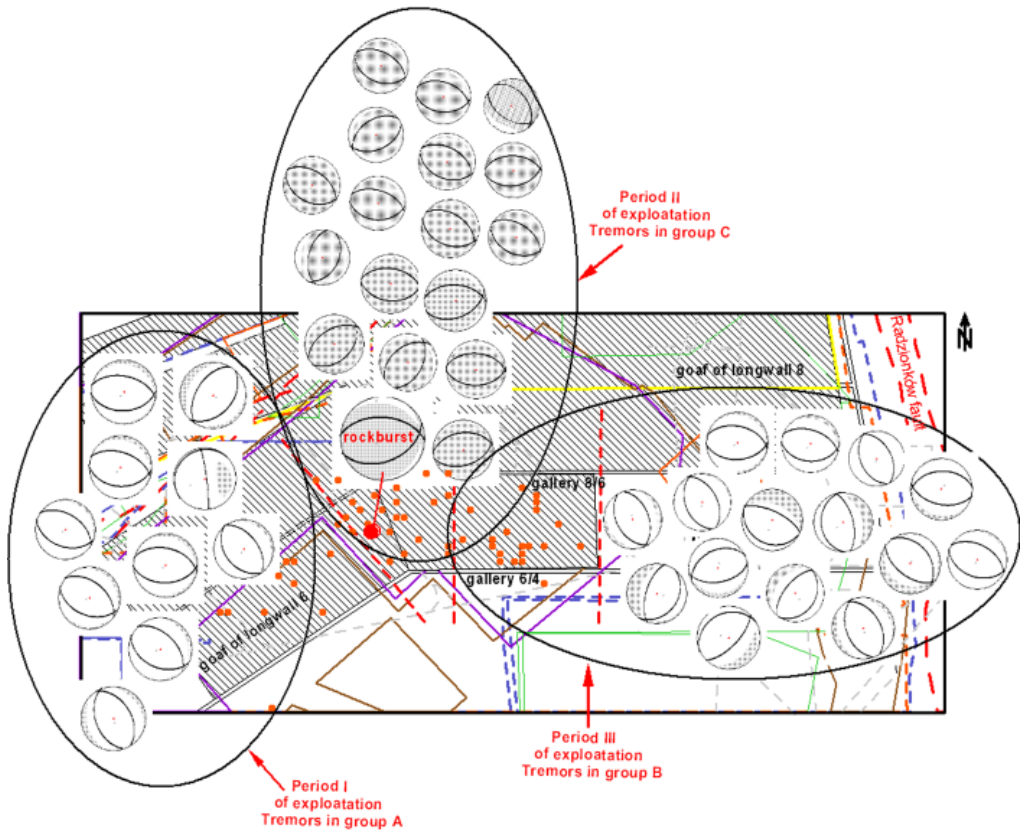 Period II
of exploatation
Tremors in group C
N
Radzionków fault
goaf of longwall 8
rockburst
gallery 8/6
gallery 6/4
goaf of longwall 6
Period III
of exploatation
Tremors in group B
Period I
of exploatation
Tremors in group A